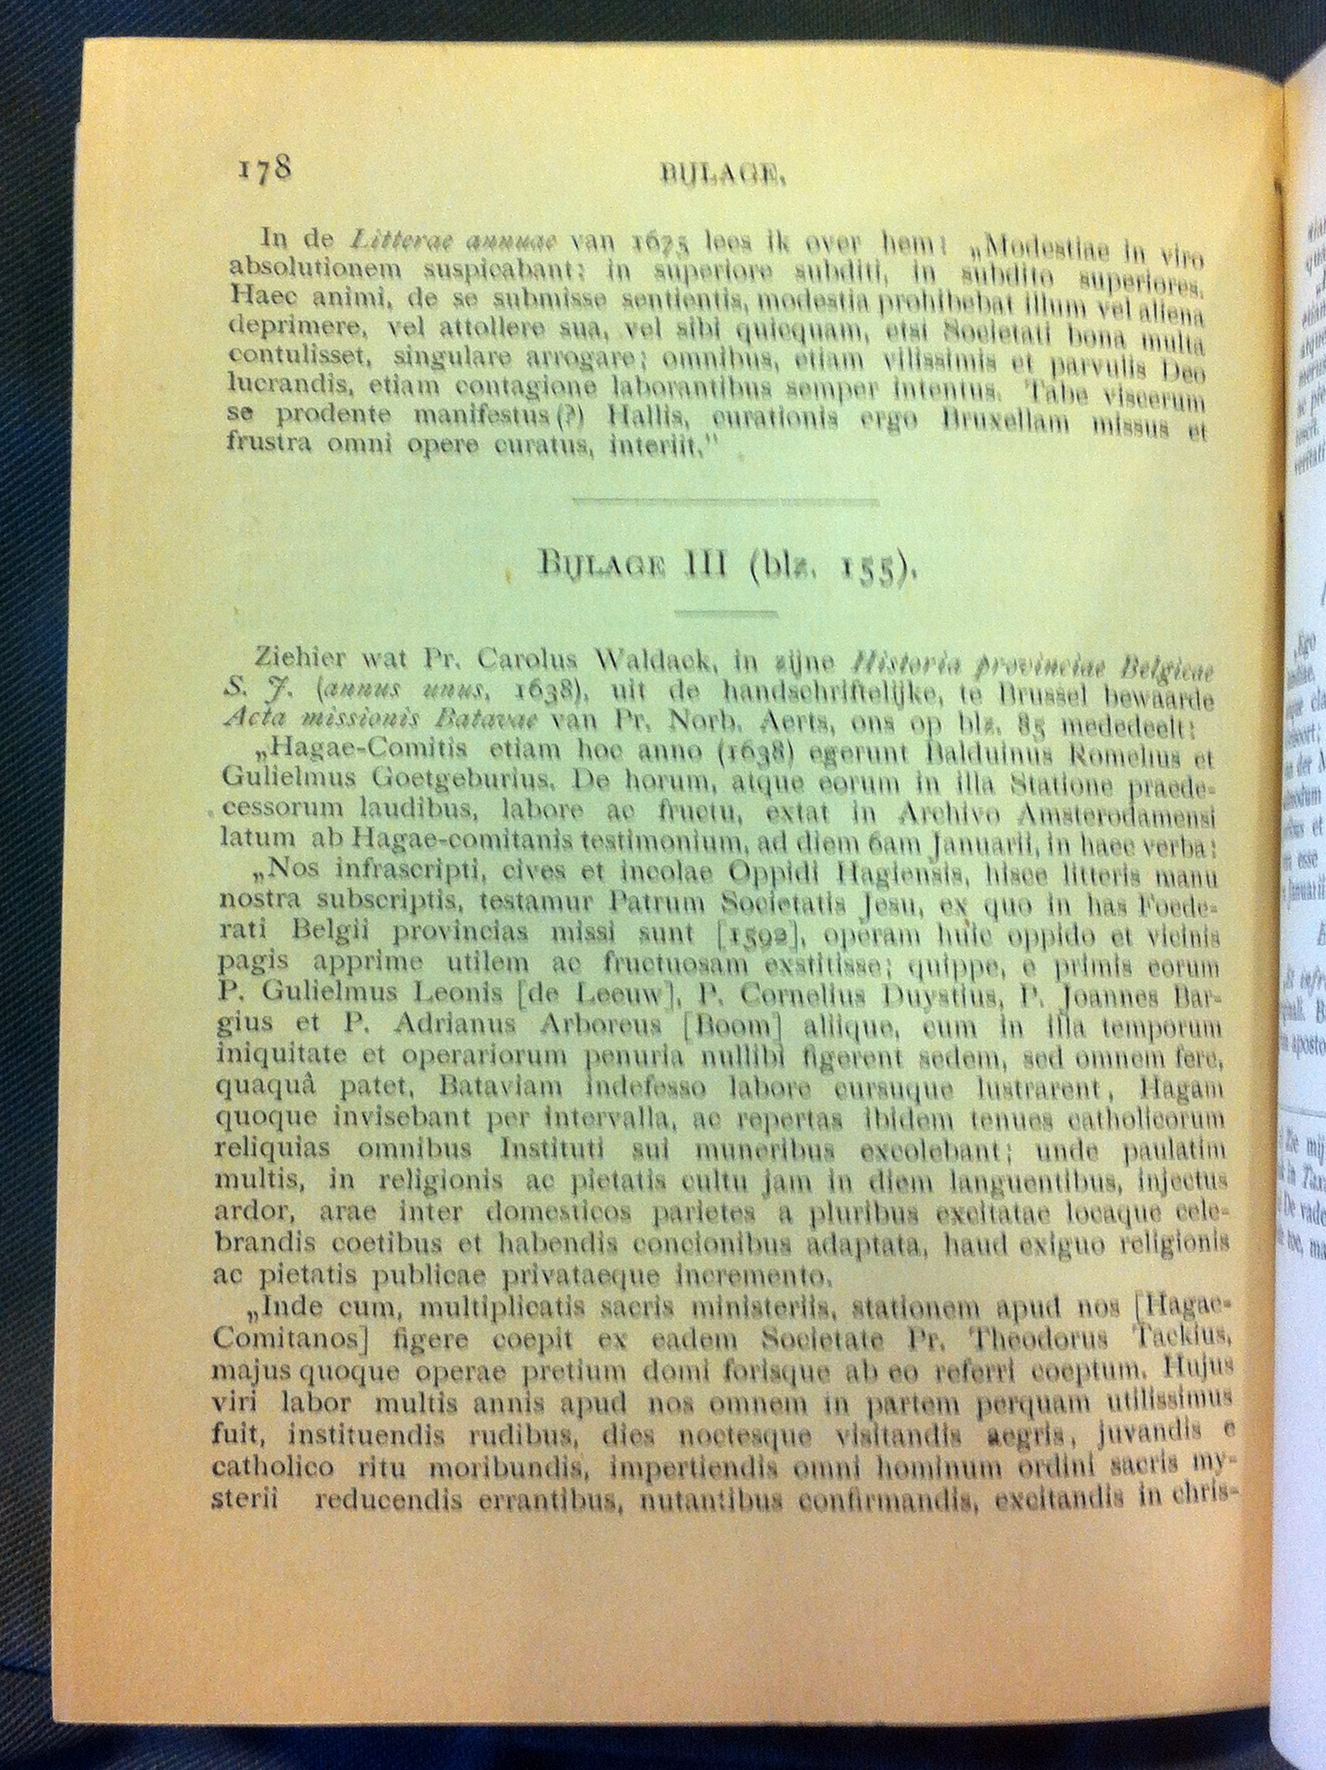 178
BIJLAGE.
In de Litterae annuae van 1675 lees ik over hem: „Modestiae in viro
absolutionem suspicabant; in superiore subditi, in subdito superiores.
Haec animi, de se submisse sentientis, modestia prohibebat illum vel aliena
deprimere, vel attollere sua, vel sibi quicquam, etsi Societati bona multa
contulisset, singulare arrogare; omnibus, etiam vilissimis et parvulis Deo
lucrandis, etiam contagione laborantibus semper intentus. Tabe viscerum
se prodente manifestus (?) Hallis, curationis ergo Bruxellam missus et
frustra omni opere curatus, interiit."
BIJLAGE III (blz. 155).
Ziehier wat Pr. Carolus Waldack, in zijne Historia provinciae Belgicae
S. J. (annus unus, 1638), uit de handschriftelijke, te Brussel bewaarde
Acta missionis Batavae van Pr. Norb. Aerts, ons op blz. 85 mededeelt:
„Hagae-Comitis etiam hoc anno (1638) egerunt Balduinus Romelius et
Gulielmus Goetgeburius. De horum, atque eorum in illa Statione praede-
cessorum laudibus, labore ac fructu, extat in Archivo Amsterodamensi
latum ab Hagae-comitanis testimonium, ad diem 6am Januarii, in haec verba:
„Nos infrascripti, cives et incolae Oppidi Hagiensis, hisce litteris manu
nostra subscriptis, testamur Patrum Societatis Jesu, ex quo in has Foede-
rati Belgii provincias missi sunt [1592], operam huic oppido et vicinis
pagis apprime utilem ac fructuosam exstitisse; quippe, e primis eorum
P. Gulielmus Leonis [de Leeuw], P. Cornelius Duystius, P. Joannes Bar-
gius et P. Adrianus Arboreus [Boom] aliique, cum in illa temporum
iniquitate et operariorum penuria nullibi figerent sedem, sed omnem fere,
quaquâ patet, Bataviam indefesso labore cursuque lustrarent, Hagam
quoque invisebant per intervalla, ac repertas ibidem tenues catholicorum
reliquias omnibus Instituti sui muneribus excolebant; unde paulatim
multis, in religionis ac pietatis cultu jam in diem languentibus, injectus
ardor, arae inter domesticos parietes a pluribus excitatae locaque cele-
brandis coetibus et habendis concionibus adaptata, haud exiguo religionis
ac pietatis publicae privataeque incremento.
„Inde cum, multiplicatis sacris ministeriis, stationem apud nos [Hagae-
Comitanos] figere coepit ex eadem Societate Pr. Theodorus Tackius,
majus quoque operae pretium domi forisque ab eo referri coeptum. Hujus
viri labor multis annis apud nos omnem in partem perquam utilissimus
fuit, instituendis rudibus, dies noctesque visitandis aegris, juvandis e
catholico ritu moribundis, impertiendis omni hominum ordini sacris my-
sterii reducendis errantibus, nutantibus confirmandis, excitandis in chris-